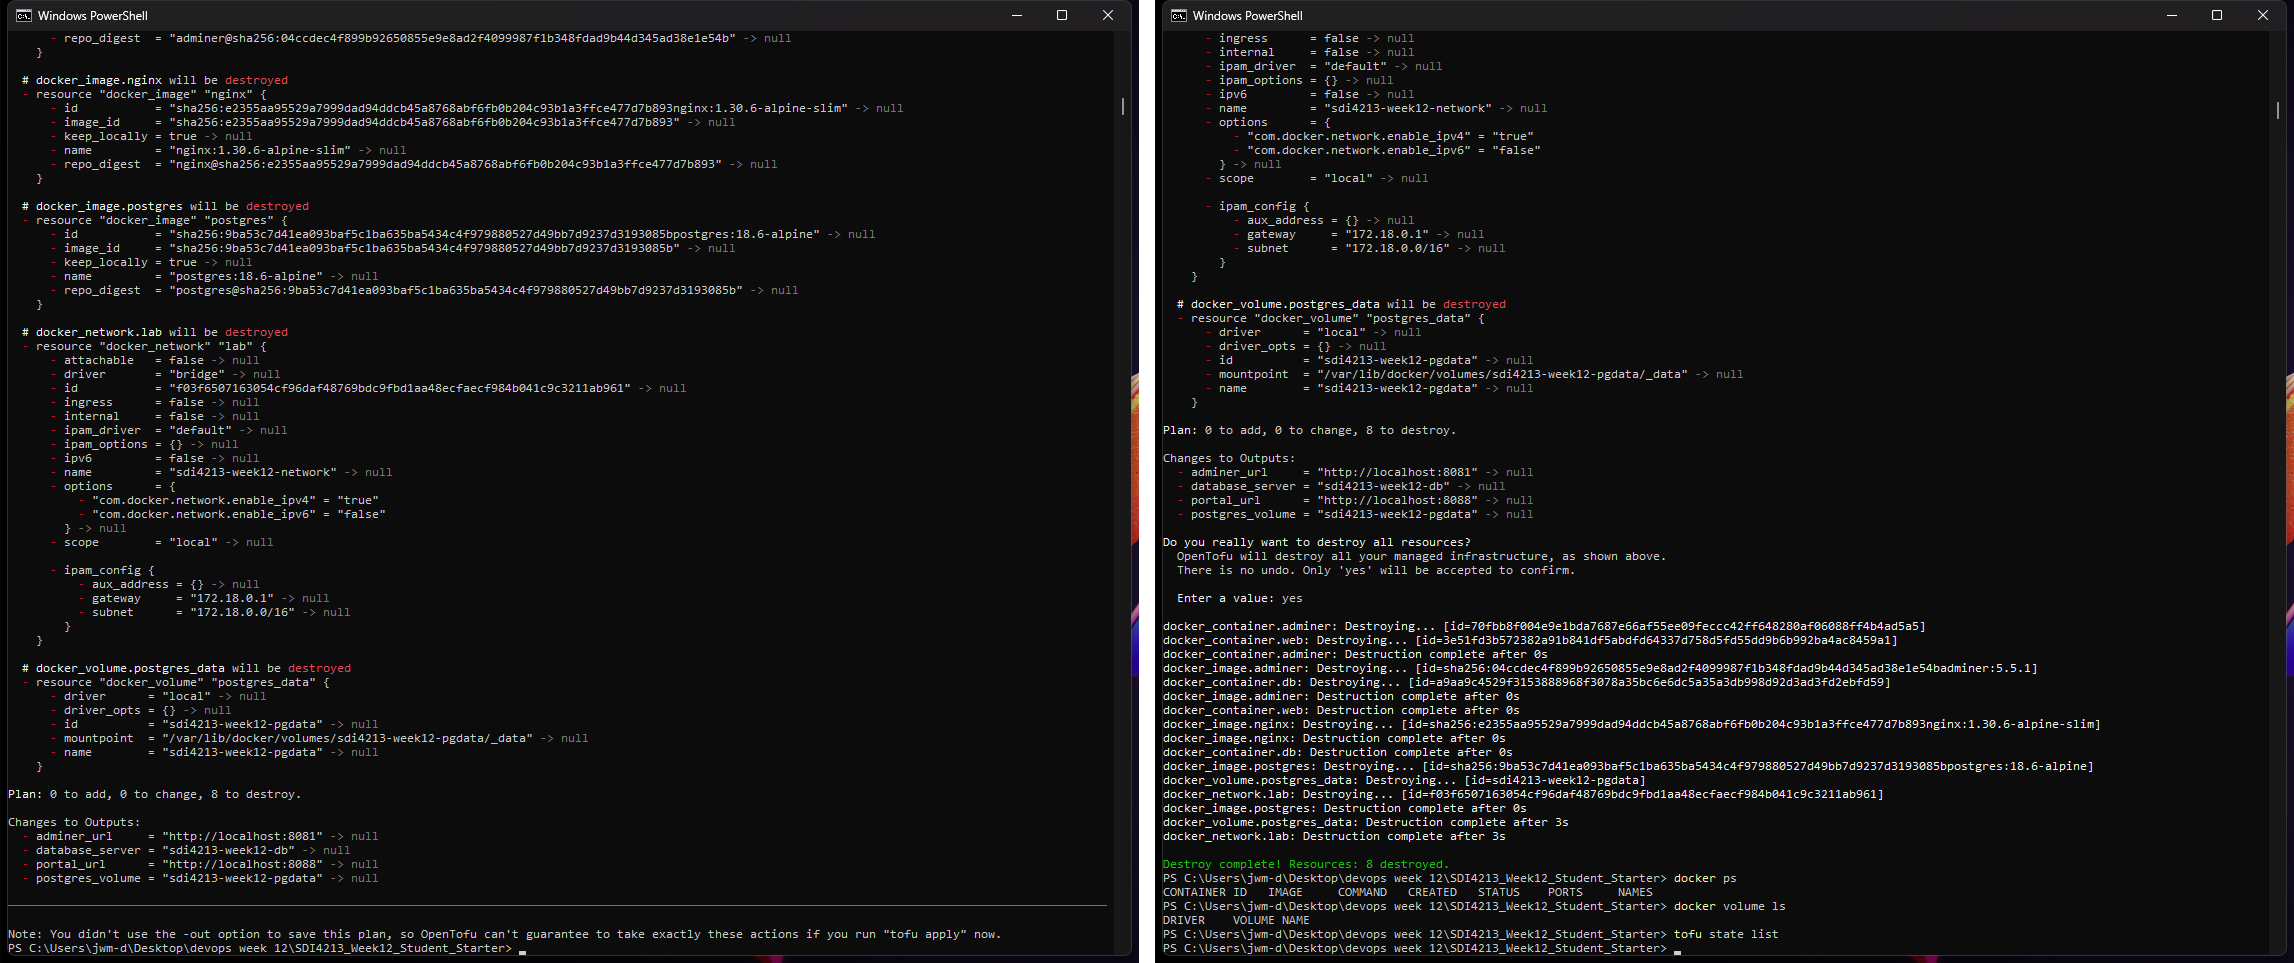 Windows PowerShell
- repo_digest  = "adminer@sha256:04ccdec4f899b92650855e9e8ad2f4099987f1b348fdad9b44d345ad38e1e54b" -> null
}
# docker_image.nginx will be destroyed
- resource "docker_image" "nginx" {
- id           = "sha256:e2355aa95529a7999dad94ddcb45a8768abf6fb0b204c93b1a3ffce477d7b893nginx:1.30.6-alpine-slim" -> null
- image_id     = "sha256:e2355aa95529a7999dad94ddcb45a8768abf6fb0b204c93b1a3ffce477d7b893" -> null
- keep_locally = true -> null
- name         = "nginx:1.30.6-alpine-slim" -> null
- repo_digest  = "nginx@sha256:e2355aa95529a7999dad94ddcb45a8768abf6fb0b204c93b1a3ffce477d7b893" -> null
}
# docker_image.postgres will be destroyed
- resource "docker_image" "postgres" {
- id           = "sha256:9ba53c7d41ea093baf5c1ba635ba5434c4f979880527d49bb7d9237d3193085bpostgres:18.6-alpine" -> null
- image_id     = "sha256:9ba53c7d41ea093baf5c1ba635ba5434c4f979880527d49bb7d9237d3193085b" -> null
- keep_locally = true -> null
- name         = "postgres:18.6-alpine" -> null
- repo_digest  = "postgres@sha256:9ba53c7d41ea093baf5c1ba635ba5434c4f979880527d49bb7d9237d3193085b" -> null
}
# docker_network.lab will be destroyed
- resource "docker_network" "lab" {
- attachable   = false -> null
- driver       = "bridge" -> null
- id           = "f03f6507163054cf96daf48769bdc9fbd1aa48ecfaecf984b041c9c3211ab961" -> null
- ingress      = false -> null
- internal     = false -> null
- ipam_driver  = "default" -> null
- ipam_options = {} -> null
- ipv6         = false -> null
- name         = "sdi4213-week12-network" -> null
- options      = {
- "com.docker.network.enable_ipv4" = "true"
- "com.docker.network.enable_ipv6" = "false"
} -> null
- scope        = "local" -> null
- ipam_config {
- aux_address = {} -> null
- gateway     = "172.18.0.1" -> null
- subnet      = "172.18.0.0/16" -> null
}
}
# docker_volume.postgres_data will be destroyed
- resource "docker_volume" "postgres_data" {
- driver      = "local" -> null
- driver_opts = {} -> null
- id          = "sdi4213-week12-pgdata" -> null
- mountpoint  = "/var/lib/docker/volumes/sdi4213-week12-pgdata/_data" -> null
- name        = "sdi4213-week12-pgdata" -> null
}
Plan: 0 to add, 0 to change, 8 to destroy.
Changes to Outputs:
- adminer_url     = "http://localhost:8081" -> null
- database_server = "sdi4213-week12-db" -> null
- portal_url      = "http://localhost:8088" -> null
- postgres_volume = "sdi4213-week12-pgdata" -> null
Note: You didn't use the -out option to save this plan, so OpenTofu can't guarantee to take exactly these actions if you run "tofu apply" now.
PS C:\Users\jwm-d\Desktop\devops week 12\SDI4213_Week12_Student_Starter>
Windows PowerShell
- ingress      = false -> null
- internal     = false -> null
- ipam_driver  = "default" -> null
- ipam_options = {} -> null
- ipv6         = false -> null
- name         = "sdi4213-week12-network" -> null
- options      = {
- "com.docker.network.enable_ipv4" = "true"
- "com.docker.network.enable_ipv6" = "false"
} -> null
- scope        = "local" -> null
- ipam_config {
- aux_address = {} -> null
- gateway     = "172.18.0.1" -> null
- subnet      = "172.18.0.0/16" -> null
}
}
# docker_volume.postgres_data will be destroyed
- resource "docker_volume" "postgres_data" {
- driver      = "local" -> null
- driver_opts = {} -> null
- id          = "sdi4213-week12-pgdata" -> null
- mountpoint  = "/var/lib/docker/volumes/sdi4213-week12-pgdata/_data" -> null
- name        = "sdi4213-week12-pgdata" -> null
}
Plan: 0 to add, 0 to change, 8 to destroy.
Changes to Outputs:
- adminer_url     = "http://localhost:8081" -> null
- database_server = "sdi4213-week12-db" -> null
- portal_url      = "http://localhost:8088" -> null
- postgres_volume = "sdi4213-week12-pgdata" -> null
Do you really want to destroy all resources?
OpenTofu will destroy all your managed infrastructure, as shown above.
There is no undo. Only 'yes' will be accepted to confirm.
Enter a value: yes
docker_container.adminer: Destroying... [id=70fbb8f004e9e1bda7687e66af55ee09feccc42ff648280af06088ff4b4ad5a5]
docker_container.web: Destroying... [id=3e51fd3b572382a91b841df5abdfd64337d758d5fd55dd9b6b992ba4ac8459a1]
docker_container.adminer: Destruction complete after 0s
docker_image.adminer: Destroying... [id=sha256:04ccdec4f899b92650855e9e8ad2f4099987f1b348fdad9b44d345ad38e1e54badminer:5.5.1]
docker_container.db: Destroying... [id=a9aa9c4529f3153888968f3078a35bc6e6dc5a35a3db998d92d3ad3fd2ebfd59]
docker_image.adminer: Destruction complete after 0s
docker_container.web: Destruction complete after 0s
docker_image.nginx: Destroying... [id=sha256:e2355aa95529a7999dad94ddcb45a8768abf6fb0b204c93b1a3ffce477d7b893nginx:1.30.6-alpine-slim]
docker_image.nginx: Destruction complete after 0s
docker_container.db: Destruction complete after 0s
docker_image.postgres: Destroying... [id=sha256:9ba53c7d41ea093baf5c1ba635ba5434c4f979880527d49bb7d9237d3193085bpostgres:18.6-alpine]
docker_volume.postgres_data: Destroying... [id=sdi4213-week12-pgdata]
docker_network.lab: Destroying... [id=f03f6507163054cf96daf48769bdc9fbd1aa48ecfaecf984b041c9c3211ab961]
docker_image.postgres: Destruction complete after 0s
docker_volume.postgres_data: Destruction complete after 3s
docker_network.lab: Destruction complete after 3s
Destroy complete! Resources: 8 destroyed.
PS C:\Users\jwm-d\Desktop\devops week 12\SDI4213_Week12_Student_Starter> docker ps
CONTAINER ID   IMAGE     COMMAND   CREATED   STATUS    PORTS     NAMES
PS C:\Users\jwm-d\Desktop\devops week 12\SDI4213_Week12_Student_Starter> docker volume ls
DRIVER    VOLUME NAME
PS C:\Users\jwm-d\Desktop\devops week 12\SDI4213_Week12_Student_Starter> tofu state list
PS C:\Users\jwm-d\Desktop\devops week 12\SDI4213_Week12_Student_Starter>